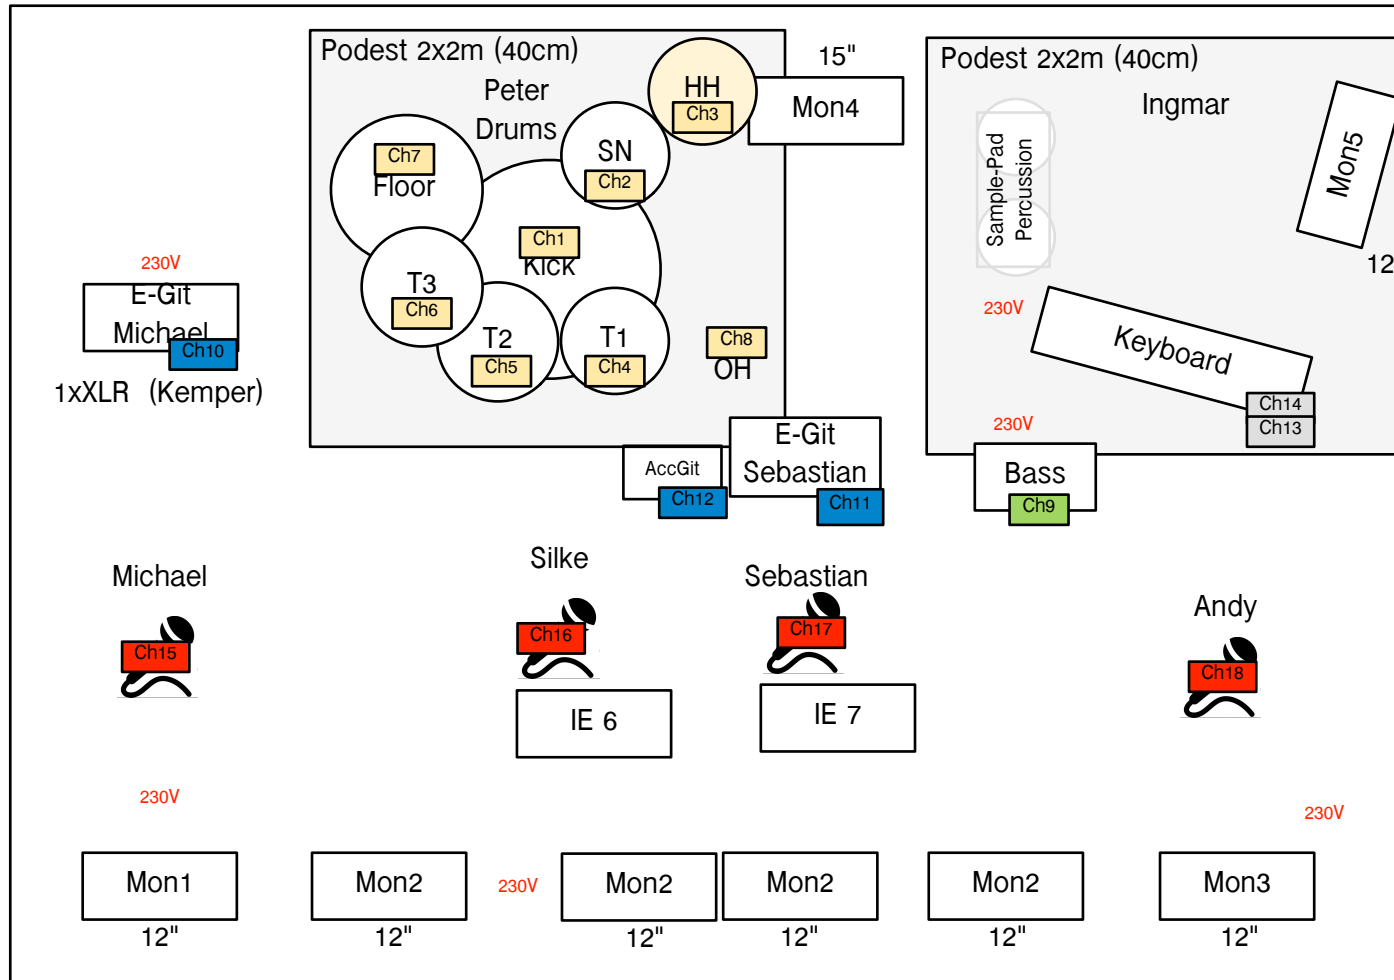 Podest 2x2m (40cm)
Peter
Drums
HH
Ch3
15"
Mon4
SN
Ch2
Ch7
Floor
Ch1
Kick
T3
Ch6
T2
Ch5
T1
Ch4
Ch8
OH
Podest 2x2m (40cm)
Ingmar
Sample-Pad
Percussion
Mon5
12
230V
Keyboard
Ch14
Ch13
230V
E-Git
Michael
Ch10
1xXLR (Kemper)
AccGit
Ch12
E-Git
Sebastian
Ch11
230V
Bass
Ch9
Michael
Ch15
Silke
Ch16
IE 6
Sebastian
Ch17
IE 7
Andy
Ch18
230V
230V
Mon1
12"
Mon2
12"
230V
Mon2
12"
Mon2
12"
Mon2
12"
Mon3
12"